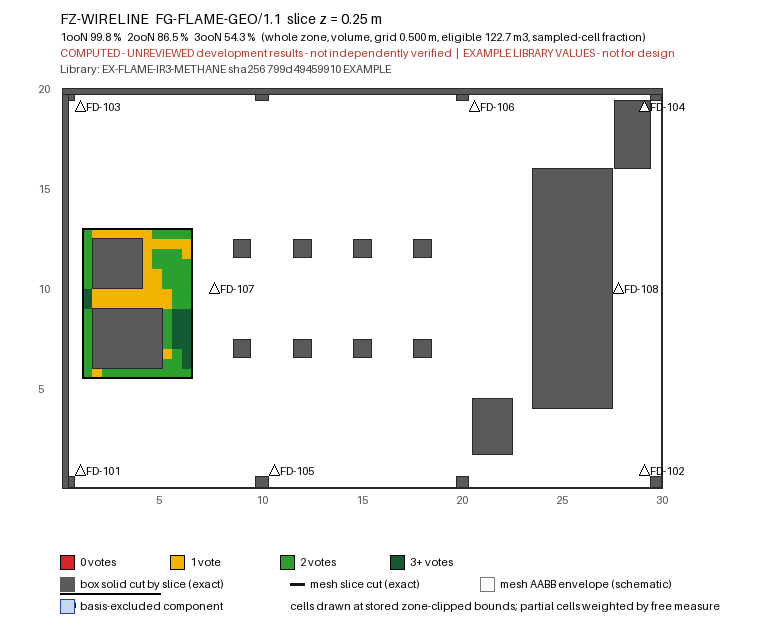 FZ-WIRELINE FG-FLAME-GEO/1.1 slice z = 0.25 m
1ooN 99.8 % 2ooN 86.5 % 3ooN 54.3 % (whole zone, volume, grid 0.500 m, eligible 122.7 m3, sampled-cell fraction)
COMPUTED - UNREVIEWED development results - not independently verified | EXAMPLE LIBRARY VALUES - not for design
Library: EX-FLAME-IR3-METHANE sha256 799d49459910 EXAMPLE
20
FD-103
FD-106
FD-104
15
10
FD-107
FD-108
5
FD-101
FD-105
FD-102
5
10
15
20
25
30
0 votes
1 vote
2 votes
3+ votes
box solid cut by slice (exact)
mesh slice cut (exact)
mesh AABB envelope (schematic)
basis-excluded component
cells drawn at stored zone-clipped bounds; partial cells weighted by free measure